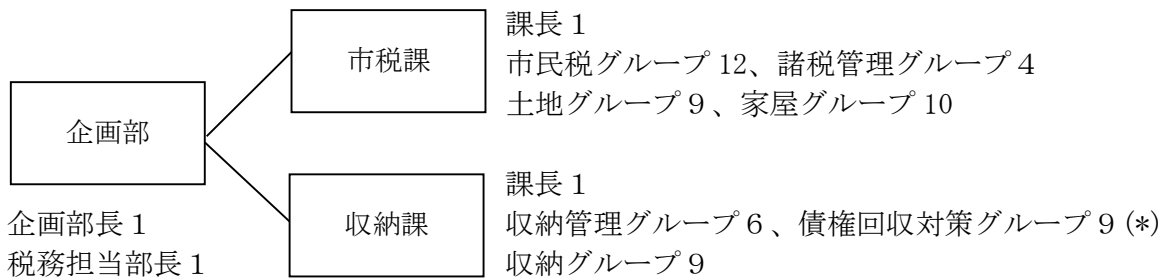 課長１
市税課
市民税グループ 12、諸税管理グループ４
土地グループ９、家屋グループ 10
企画部
企画部長１
税務担当部長１
課長１
収納課
収納管理グループ６、債権回収対策グループ９(*)
収納グループ９